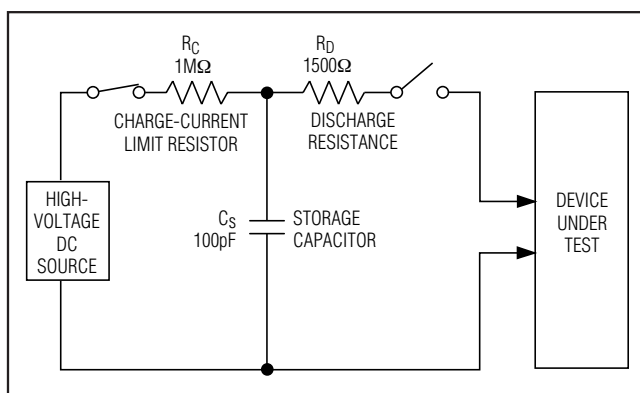 R_C
1MΩ
CHARGE-CURRENT
LIMIT RESISTOR
R_D
1500Ω
DISCHARGE
RESISTANCE
HIGH-
VOLTAGE
DC
SOURCE
C_S
100pF
STORAGE
CAPACITOR
DEVICE
UNDER
TEST